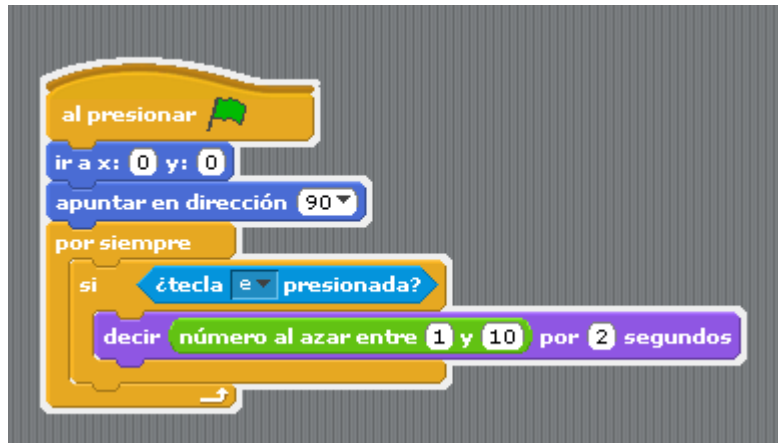 al presionar
ir a x: 0 y: 0
apuntar en dirección 90
por siempre
si ¿tecla e presionada?
decir número al azar entre 1 y 10 por 2 segundos